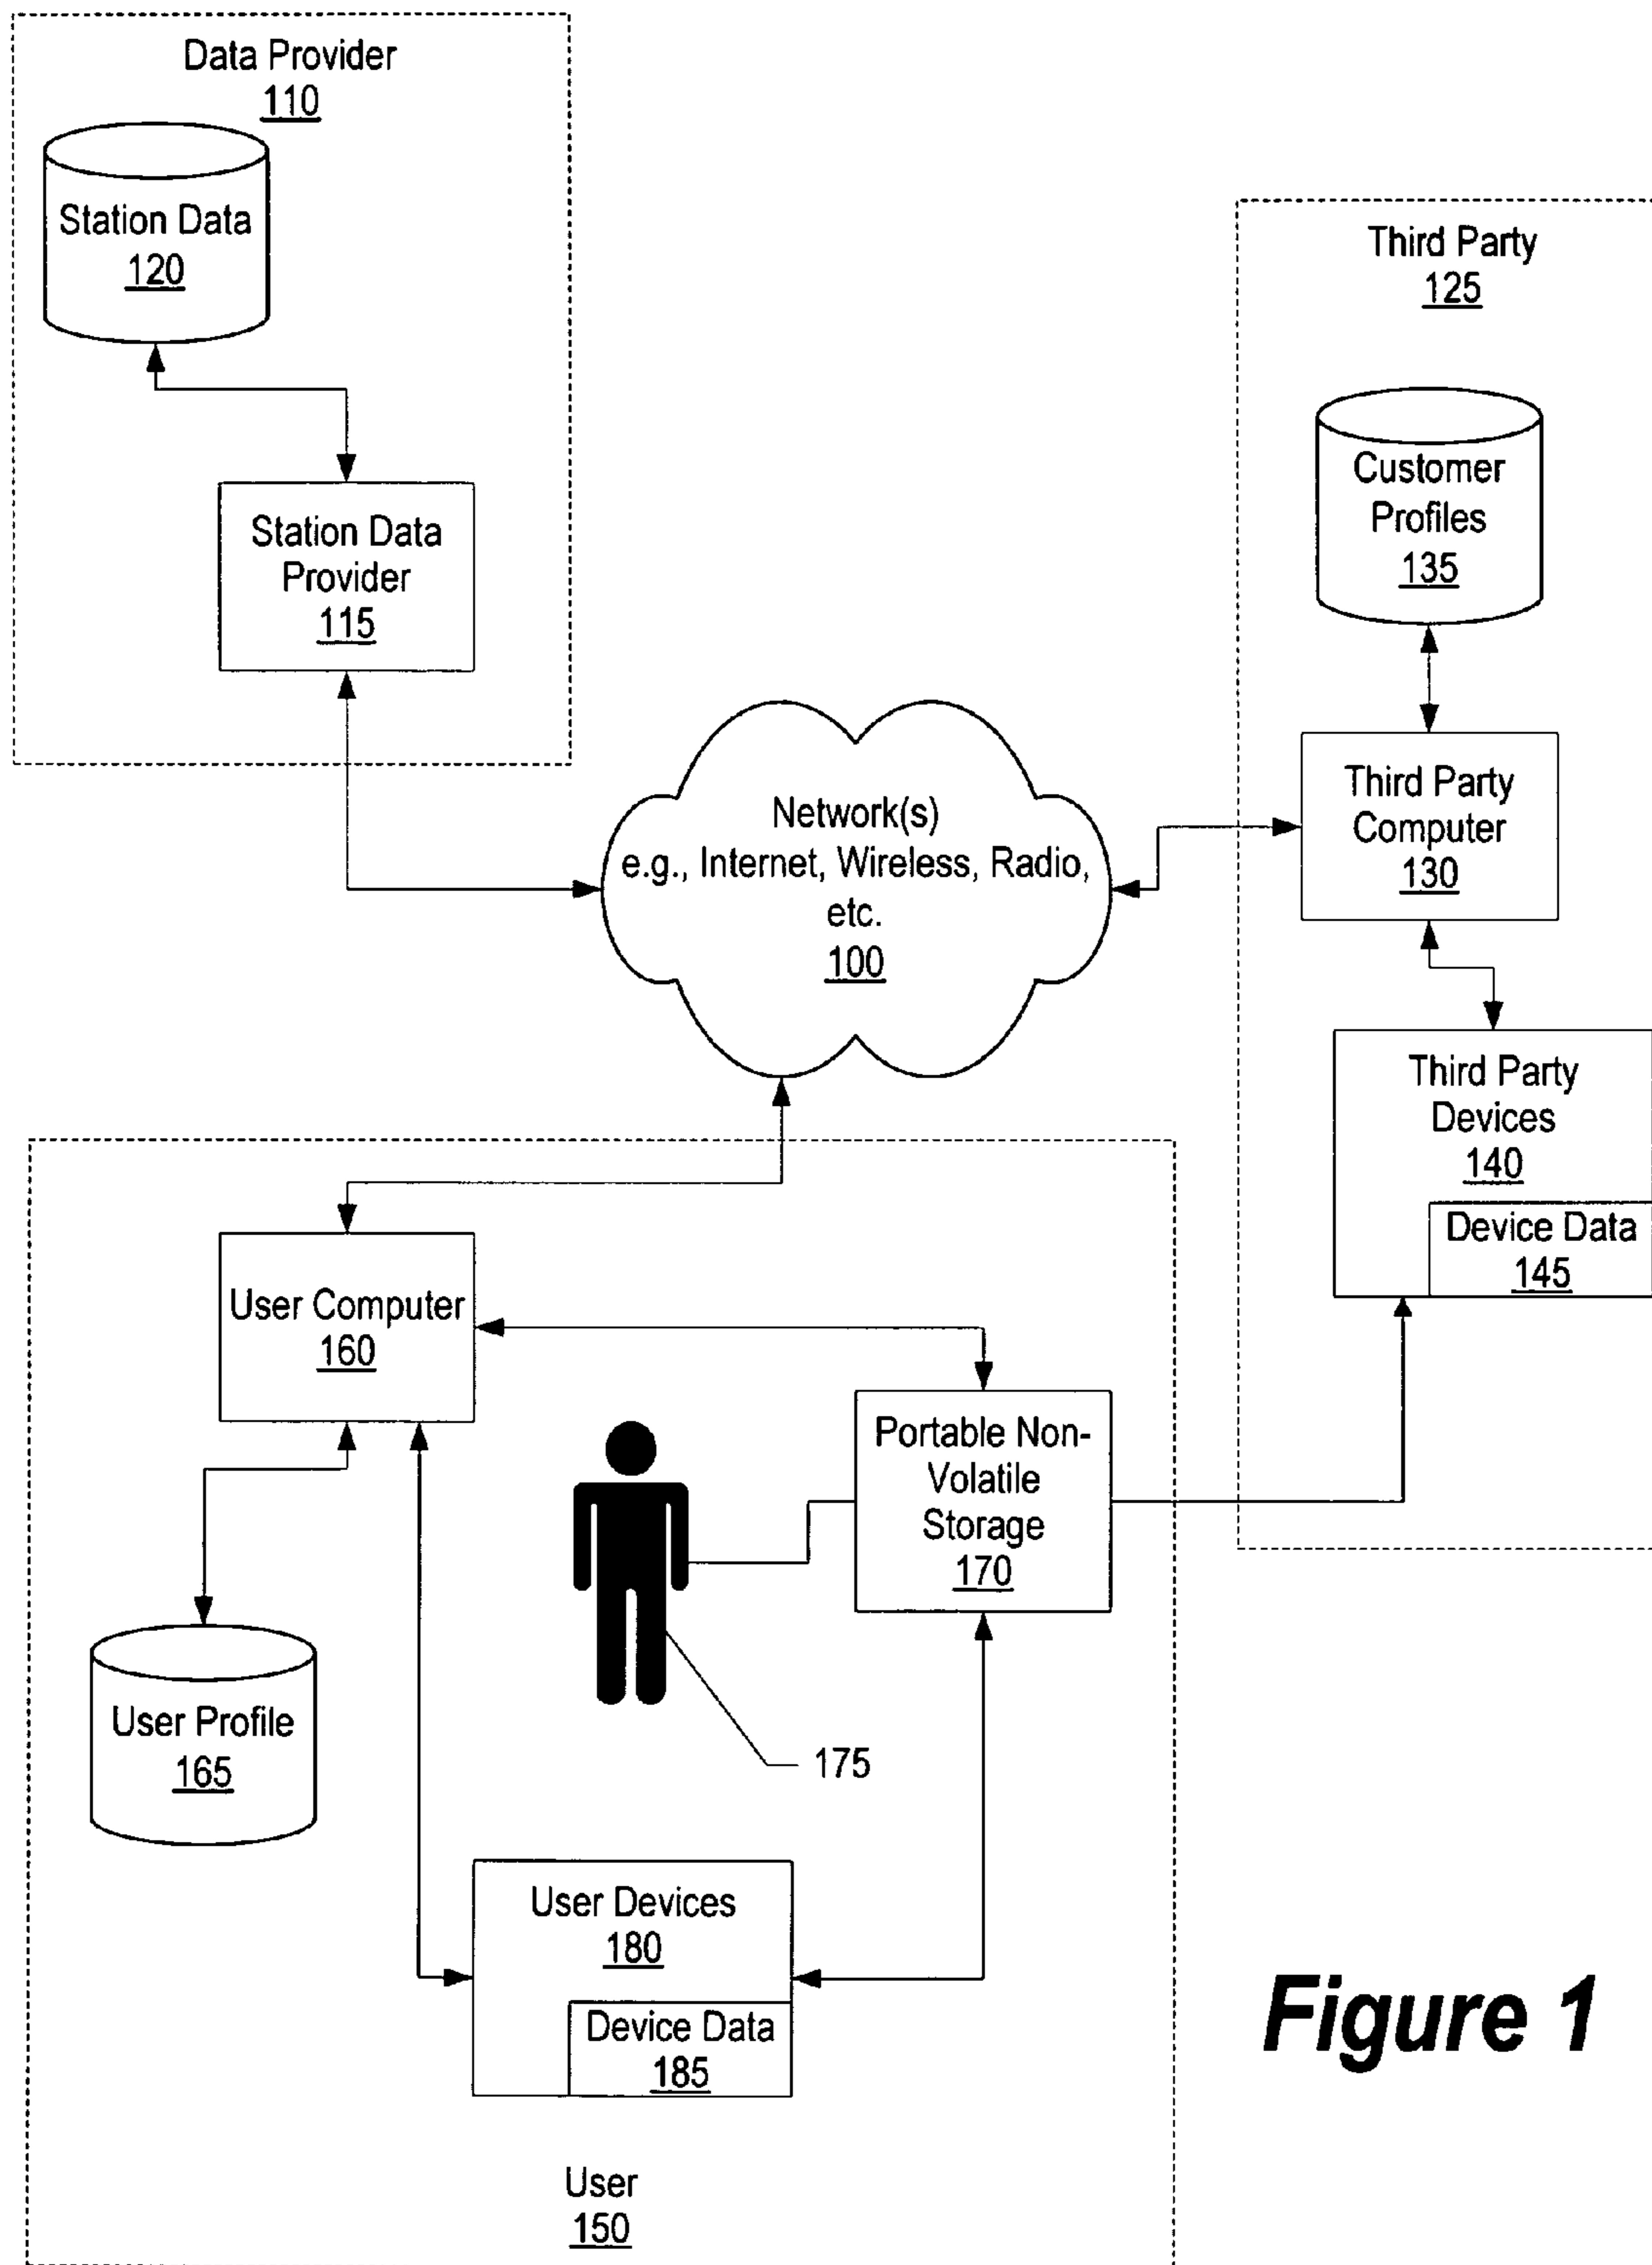 Data Provider
110
Station Data
120
Station Data
Provider
115
Third Party
125
Customer
Profiles
135
Third Party
Computer
130
Network(s)
e.g., Internet, Wireless, Radio,
etc.
100
Third Party
Devices
140
Device Data
145
User Computer
160
Portable Non-
Volatile
Storage
170
User Profile
165
175
User Devices
180
Device Data
185
User
150
Figure 1